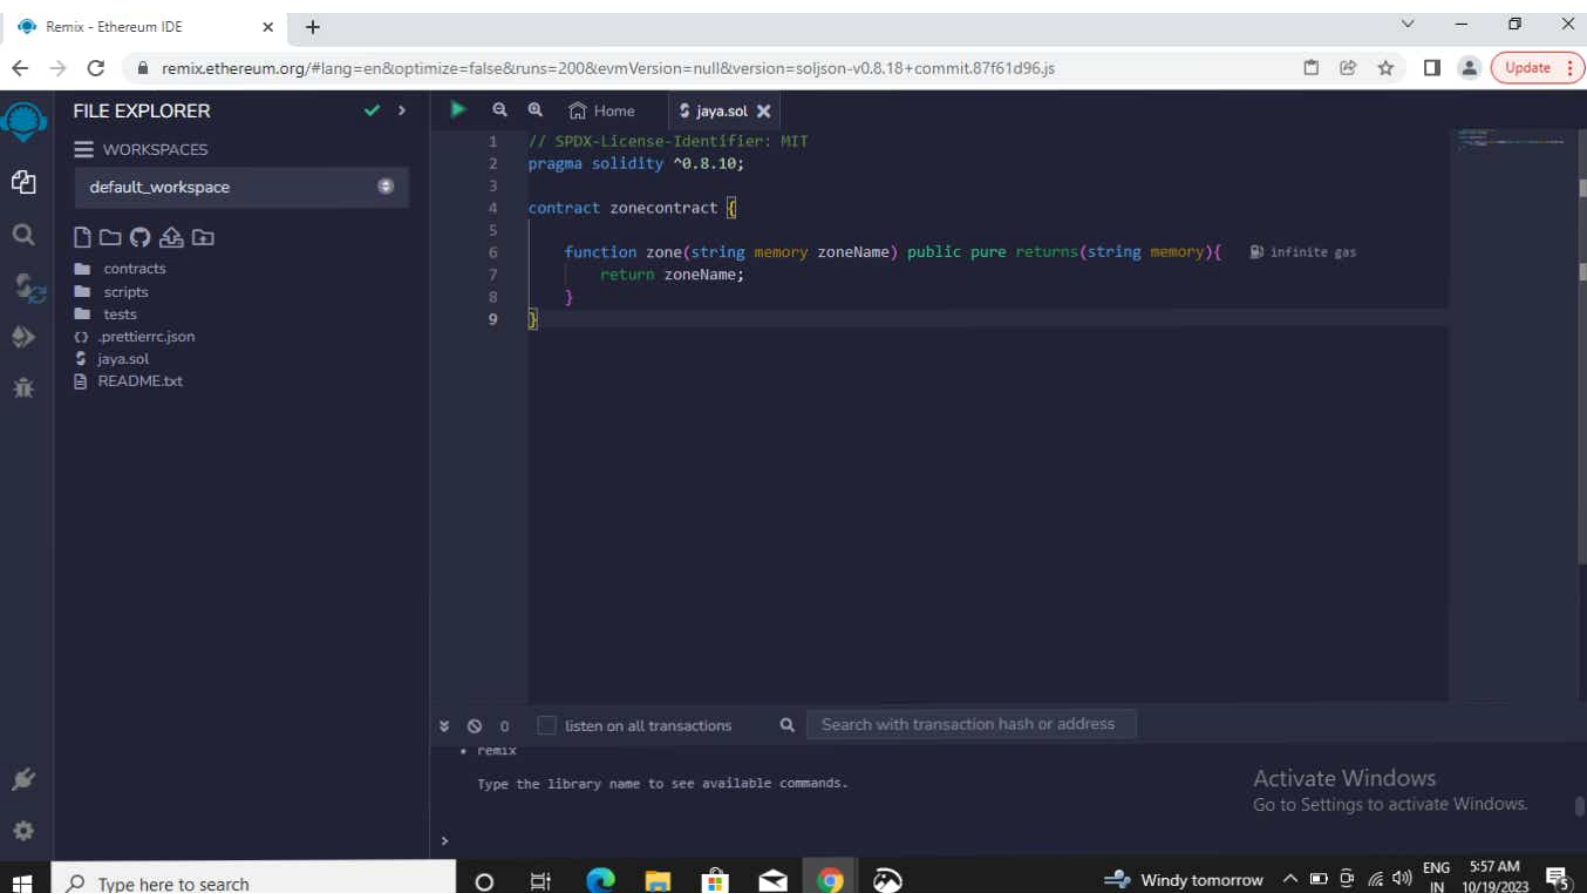 Remix - Ethereum IDE
remix.ethereum.org/#lang=en&optimize=false&runs=200&evmVersion=null&version=soljson-v0.8.18+commit.87f61d96.js
Update
FILE EXPLORER
WORKSPACES
default_workspace
contracts
scripts
tests
.prettierrc.json
jaya.sol
README.txt
Home
jaya.sol
1 // SPDX-License-Identifier: MIT
2 pragma solidity ^0.8.10;
3
4 contract zonecontract {
5
6 function zone(string memory zoneName) public pure returns(string memory){ infinite gas
7 return zoneName;
8 }
9 }
0 listen on all transactions Search with transaction hash or address
• remix
Type the library name to see available commands.
>
Activate Windows
Go to Settings to activate Windows.
Type here to search
Windy tomorrow
ENG
IN
5:57 AM
10/19/2023
5